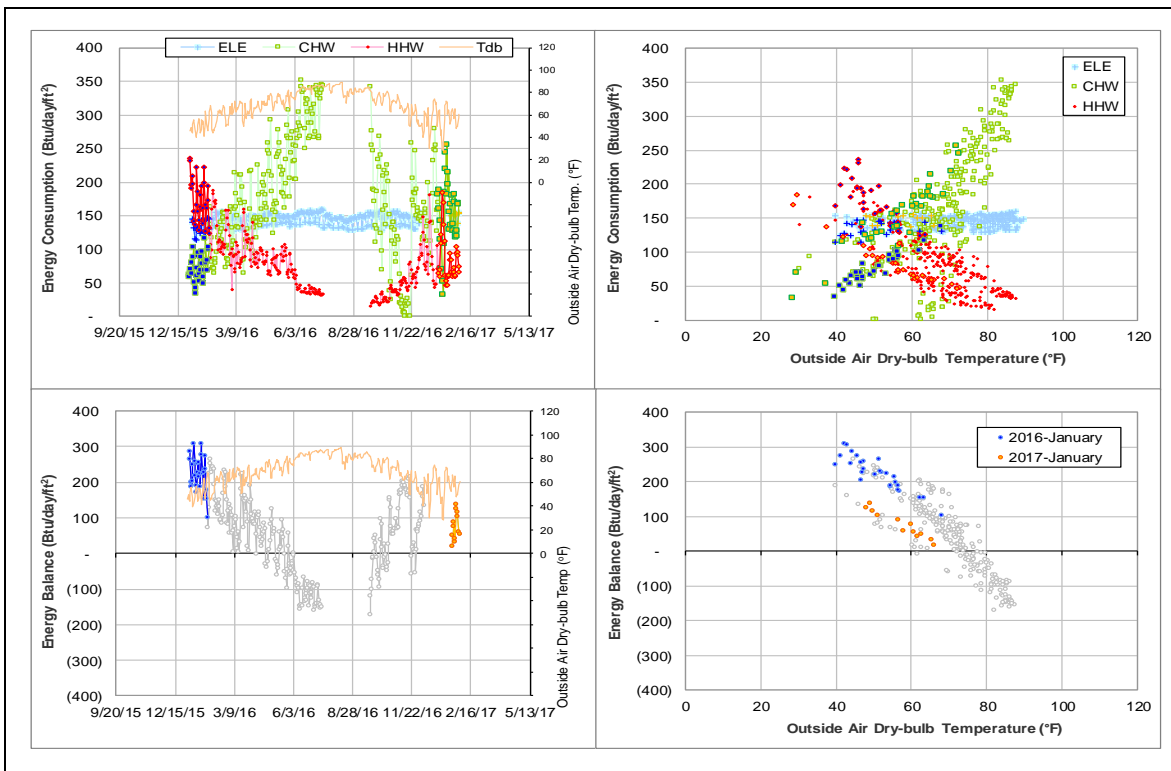 ELE CHW HHW Tdb
400
350
300
250
200
150
100
50
-
Energy Consumption (Btu/day/ft²)
120
100
80
60
40
20
0
Outside Air Dry-bulb Temp. (°F)
9/20/15 12/15/15 3/9/16 6/3/16 8/28/16 11/22/16 2/16/17 5/13/17
ELE
CHW
HHW
400
350
300
250
200
150
100
50
-
Energy Consumption (Btu/day/ft²)
0 20 40 60 80 100 120
Outside Air Dry-bulb Temperature (°F)
400
300
200
100
-
(100)
(200)
(300)
(400)
Energy Balance (Btu/day/ft²)
120
100
80
60
40
20
0
Outside Air Dry-bulb Temp (°F)
9/20/15 12/15/15 3/9/16 6/3/16 8/28/16 11/22/16 2/16/17 5/13/17
2016-January
2017-January
400
300
200
100
-
(100)
(200)
(300)
(400)
Energy Balance (Btu/day/ft²)
0 20 40 60 80 100 120
Outside Air Dry-bulb Temperature (°F)